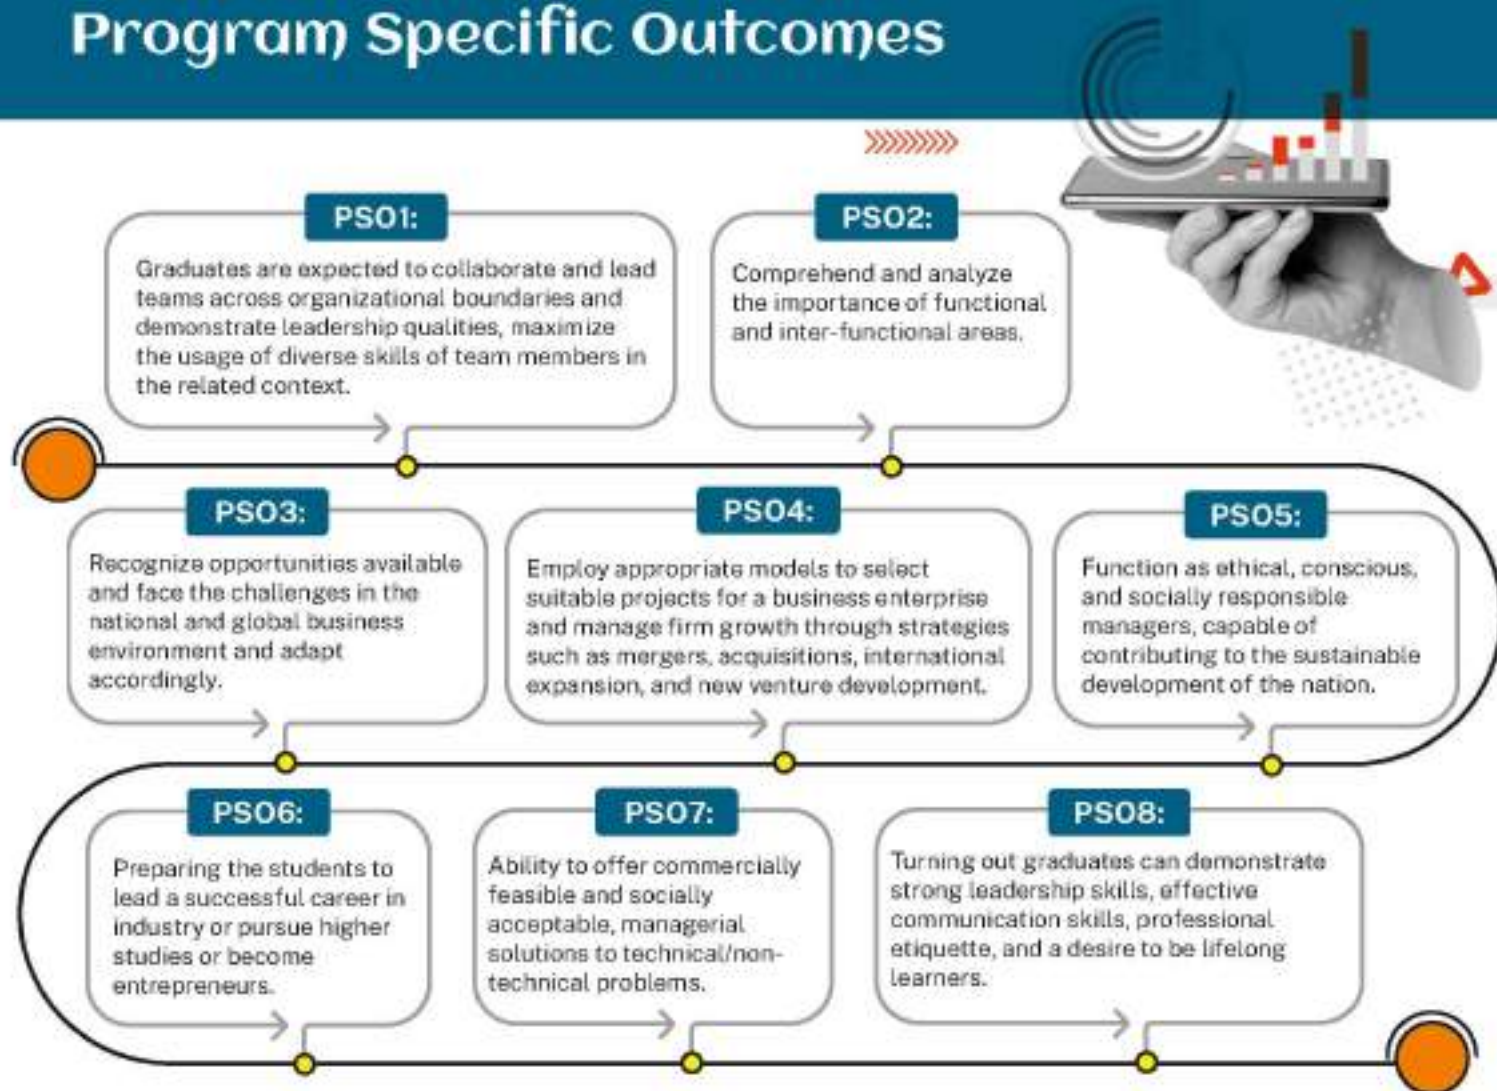 Program Specific Outcomes
PSO1:
Graduates are expected to collaborate and lead
teams across organizational boundaries and
demonstrate leadership qualities, maximize
the usage of diverse skills of team members in
the related context.
PSO2:
Comprehend and analyze
the importance of functional
and inter-functional areas.
PSO3:
Recognize opportunities available
and face the challenges in the
national and global business
environment and adapt
accordingly.
PSO4:
Employ appropriate models to select
suitable projects for a business enterprise
and manage firm growth through strategies
such as mergers, acquisitions, international
expansion, and new venture development.
PSO5:
Function as ethical, conscious,
and socially responsible
managers, capable of
contributing to the sustainable
development of the nation.
PSO6:
Preparing the students to
lead a successful career in
industry or pursue higher
studies or become
entrepreneurs.
PSO7:
Ability to offer commercially
feasible and socially
acceptable, managerial
solutions to technical/non-
technical problems.
PSO8:
Turning out graduates can demonstrate
strong leadership skills, effective
communication skills, professional
etiquette, and a desire to be lifelong
learners.